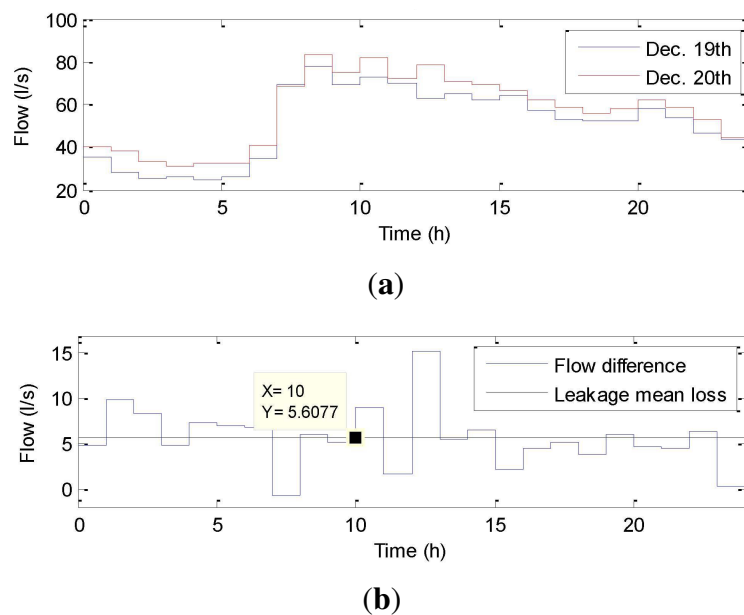 100
80
60
40
20
Flow (l/s)
Dec. 19th
Dec. 20th
0 5 10 15 20
Time (h)
(a)
15
10
5
0
Flow (l/s)
Flow difference
Leakage mean loss
X= 10
Y= 5.6077
0 5 10 15 20
Time (h)
(b)